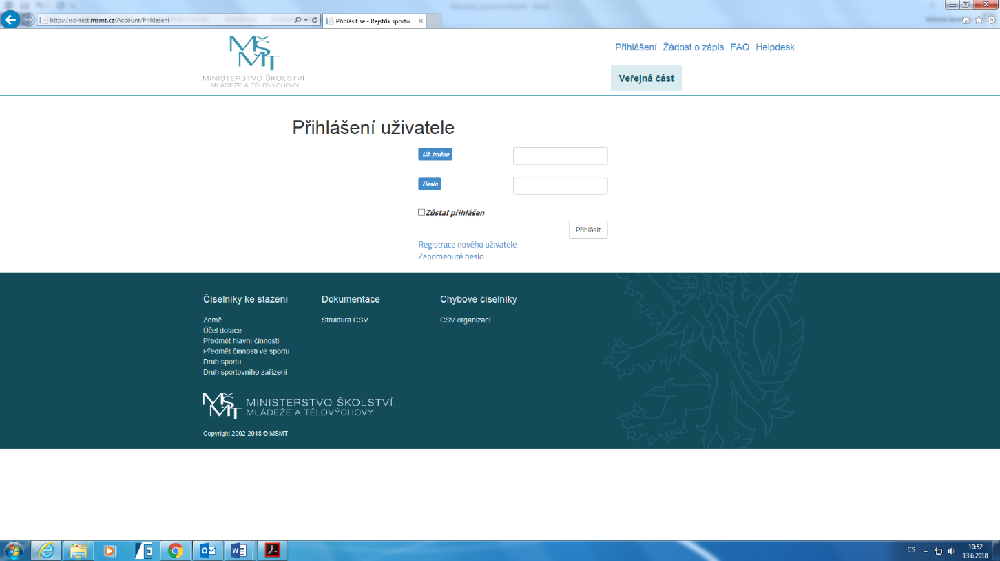 http://rso-test.msmt.cz/Account/Prihlaseni
Přihlásit se - Rejstřík sportu
MŠMT
MINISTERSTVO ŠKOLSTVÍ,
MLÁDEŽE A TĚLOVÝCHOVY
Přihlášení Žádost o zápis FAQ Helpdesk
Veřejná část
Přihlášení uživatele
Už. jméno
Heslo
Zůstat přihlášen
Přihlásit
Registrace nového uživatele
Zapomenuté heslo
Číselníky ke stažení
Země
Účel dotace
Předmět hlavní činnosti
Předmět činnosti ve sportu
Druh sportu
Druh sportovního zařízení
Dokumentace
Struktura CSV
Chybové číselníky
CSV organizací
MŠMT
MINISTERSTVO ŠKOLSTVÍ,
MLÁDEŽE A TĚLOVÝCHOVY
Copyright 2002-2018 © MŠMT
CS
10:52
13.6.2018